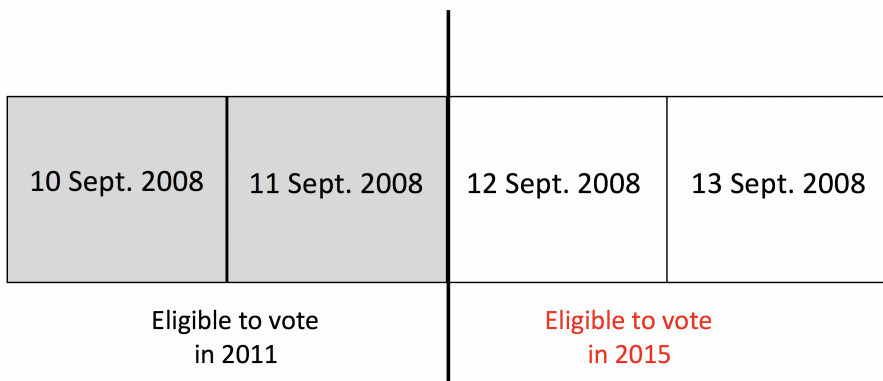 10 Sept. 2008
11 Sept. 2008
12 Sept. 2008
13 Sept. 2008
Eligible to vote
in 2011
Eligible to vote
in 2015